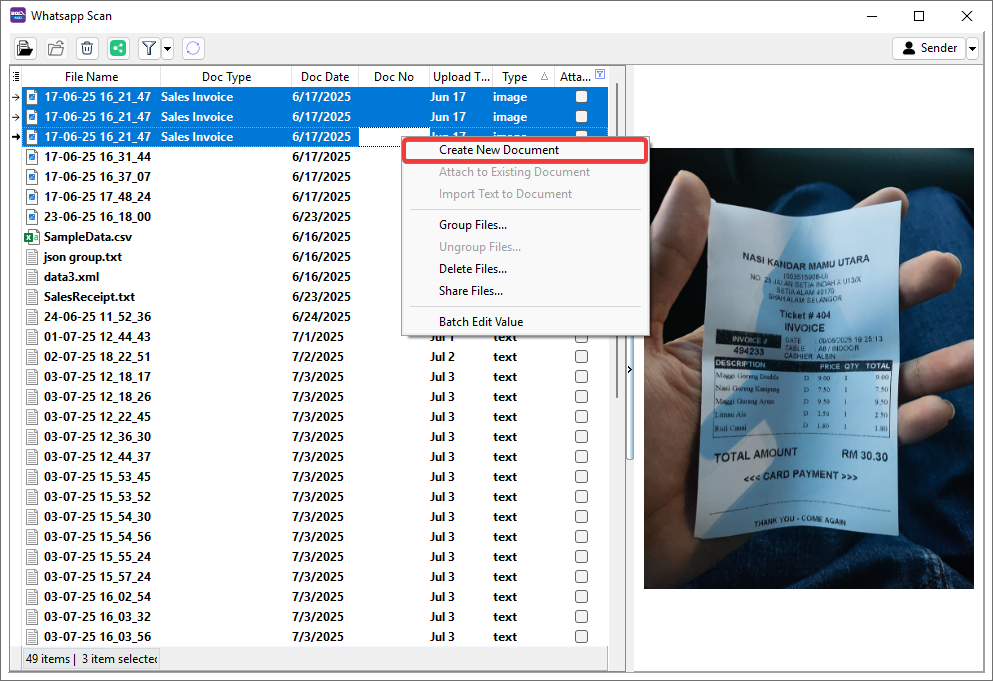 Whatsapp Scan
Sender
File Name Doc Type Doc Date Doc No Upload T... Type Atta...
17-06-25 16_21_47 Sales Invoice 6/17/2025 Jun 17 image
17-06-25 16_21_47 Sales Invoice 6/17/2025 Jun 17 image
17-06-25 16_21_47 Sales Invoice 6/17/2025 Jun 17 image
17-06-25 16_31_44 6/17/2025
17-06-25 16_37_07 6/17/2025
17-06-25 17_48_24 6/17/2025
23-06-25 16_18_00 6/23/2025
SampleData.csv 6/16/2025
json group.txt 6/16/2025
data3.xml 6/16/2025
SalesReceipt.txt 6/23/2025
24-06-25 11_52_36 6/24/2025
01-07-25 12_44_43 7/1/2025 Jul 1 text
02-07-25 18_22_51 7/2/2025 Jul 2 text
03-07-25 12_18_17 7/3/2025 Jul 3 text
03-07-25 12_18_26 7/3/2025 Jul 3 text
03-07-25 12_22_45 7/3/2025 Jul 3 text
03-07-25 12_36_30 7/3/2025 Jul 3 text
03-07-25 12_44_37 7/3/2025 Jul 3 text
03-07-25 15_53_45 7/3/2025 Jul 3 text
03-07-25 15_53_52 7/3/2025 Jul 3 text
03-07-25 15_54_30 7/3/2025 Jul 3 text
03-07-25 15_54_56 7/3/2025 Jul 3 text
03-07-25 15_55_24 7/3/2025 Jul 3 text
03-07-25 15_57_24 7/3/2025 Jul 3 text
03-07-25 16_02_54 7/3/2025 Jul 3 text
03-07-25 16_03_32 7/3/2025 Jul 3 text
03-07-25 16_03_56 7/3/2025 Jul 3 text
49 items | 3 item selected
Create New Document
Attach to Existing Document
Import Text to Document
Group Files...
Ungroup Files...
Delete Files...
Share Files...
Batch Edit Value
NASI KANDAR MAMU UTARA
NO. 23 JALAN SETIA INDAH X U13/X
SETIA ALAM 40170
SHAH ALAM SELANGOR
Ticket # 404
INVOICE
INVOICE # DATE : 09/06/2025 19:25:13
494233 TABLE : A8 / INDOOR
CASHIER: ALBIN
DESCRIPTION PRICE QTY TOTAL
Maggi Goreng Double D 9.00 1 9.00
Nasi Goreng Kampung D 7.50 1 7.50
Maggi Goreng Ayam D 9.50 1 9.50
Limau Ais D 2.50 1 2.50
Roti Canai D 1.80 1 1.80
TOTAL AMOUNT RM 30.30
<<< CARD PAYMENT >>>
THANK YOU - COME AGAIN